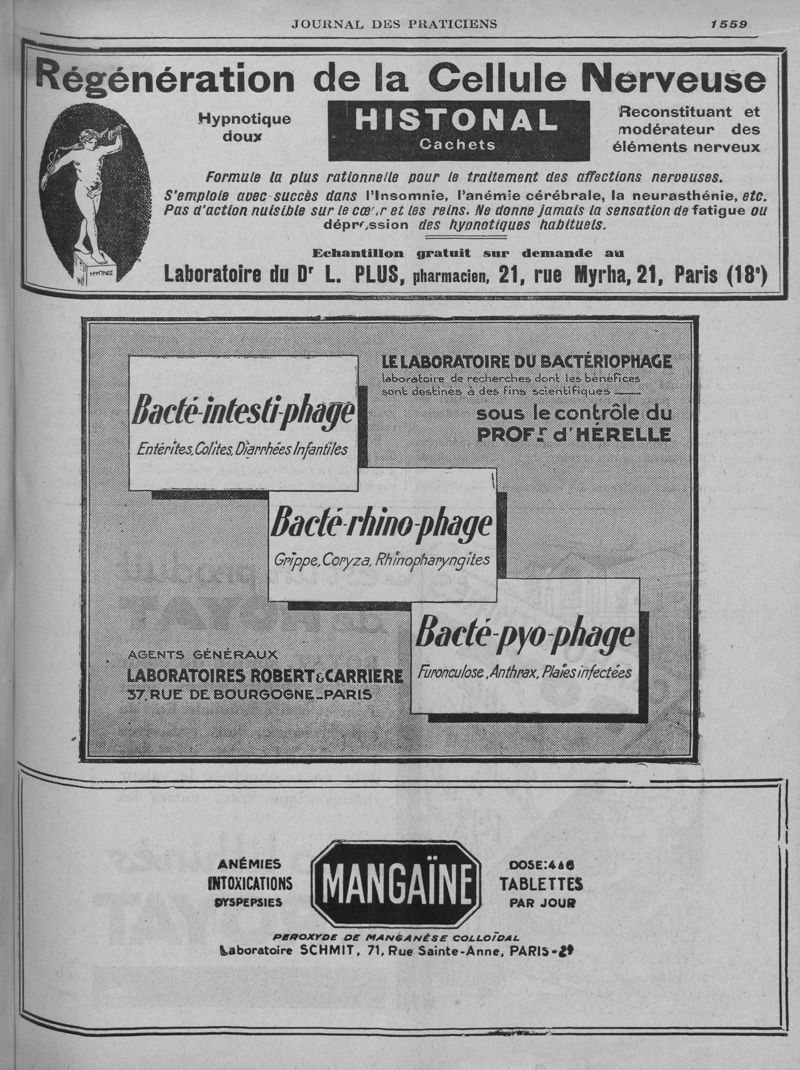 JOURNAL DES PRATICIENS 1559
Régénération de la Cellule Nerveuse
Hypnotique
doux
HISTONAL
Cachets
Reconstituant et
modérateur des
éléments nerveux
Formule la plus rationnelle pour le traitement des affections nerveuses.
S'emploie avec succès dans l'Insomnie, l'anémie cérébrale, la neurasthénie, etc.
Pas d'action nuisible sur le cœur et les reins. Ne donne jamais la sensation de fatigue ou
dépression des hypnotiques habituels.
Echantillon gratuit sur demande au
Laboratoire du Dr L. PLUS, pharmacien, 21, rue Myrha, 21, Paris (18e)
LE LABORATOIRE DU BACTÉRIOPHAGE
laboratoire de recherches dont les bénéfices
sont destinés à des fins scientifiques
sous le contrôle du
PROFr d'HÉRELLE
Bacté-intesti-phage
Entérites, Colites, Diarrhées Infantiles
Bacté-rhino-phage
Grippe, Coryza, Rhinopharyngites
Bacté-pyo-phage
Furonculose, Anthrax, Plaies infectées
AGENTS GÉNÉRAUX
LABORATOIRES ROBERT & CARRIERE
37, RUE DE BOURGOGNE - PARIS
ANÉMIES
INTOXICATIONS
DYSPEPSIES
MANGAÏNE
DOSE: 4 à 6
TABLETTES
PAR JOUR
PEROXYDE DE MANGANÈSE COLLOÏDAL
Laboratoire SCHMIT, 71, Rue Sainte-Anne, PARIS-2e